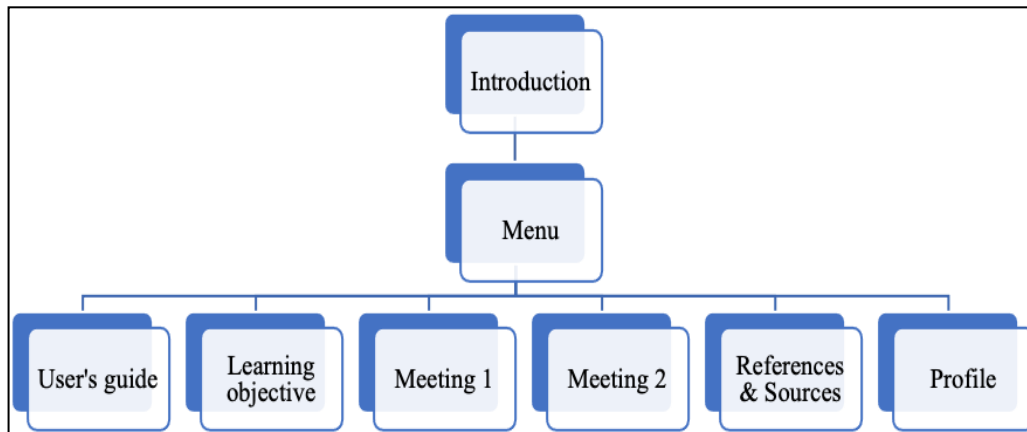 Introduction
Menu
User's guide
Learning
objective
Meeting 1
Meeting 2
References
& Sources
Profile